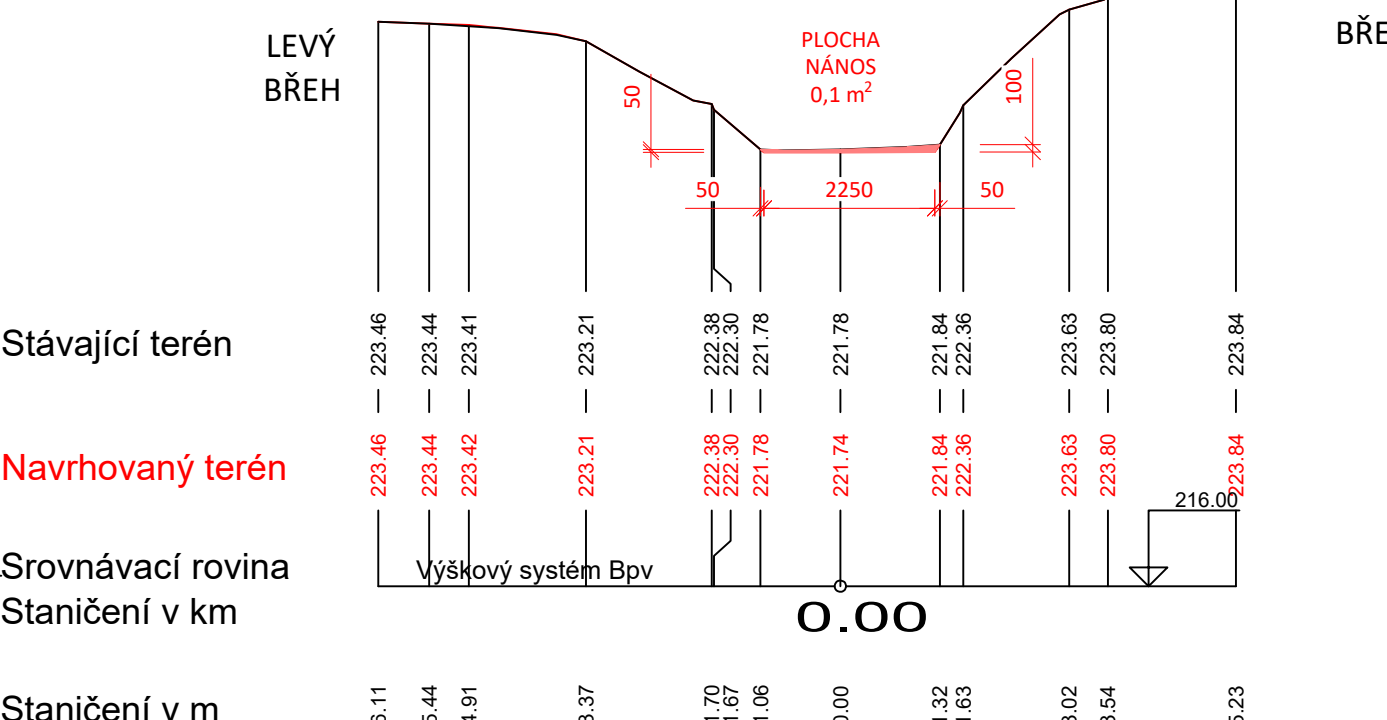 LEVÝ
BŘEH
PLOCHA
NÁNOS
0,1 m²
50
100
50
2250
50
Stávající terén
223.46 223.44 223.41 223.21 222.38 222.30 221.78 221.78 221.84 222.36 223.63 223.80 223.84
Navrhovaný terén
223.46 223.44 223.42 223.21 222.38 222.30 221.78 221.74 221.84 222.36 223.63 223.80 223.84
216.00
Srovnávací rovina
Výškový systém Bpv
Staničení v km
0.00
Staničení v m